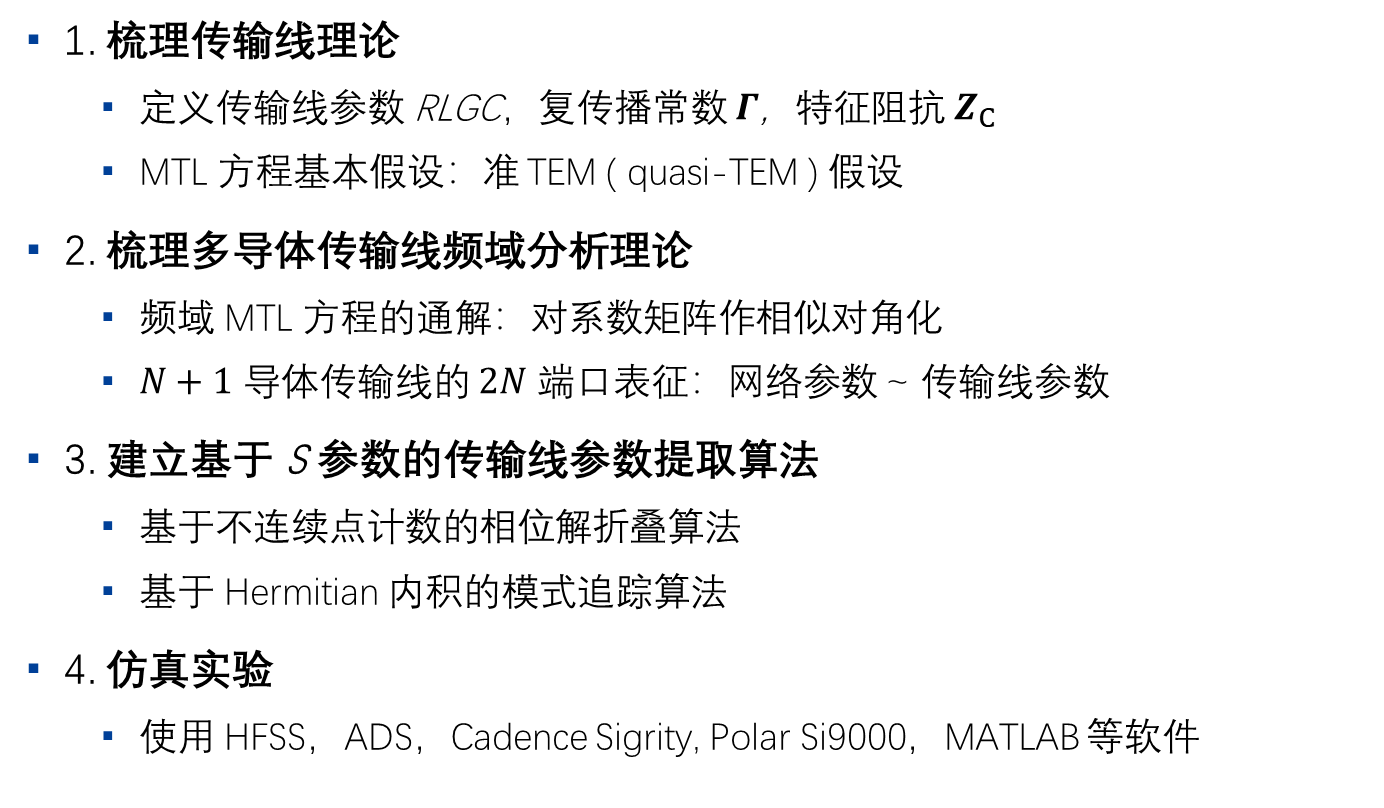 ▪ 1. 梳理传输线理论
▪ 定义传输线参数 RLGC，复传播常数 Γ，特征阻抗 Z_C
▪ MTL 方程基本假设：准 TEM ( quasi-TEM ) 假设
▪ 2. 梳理多导体传输线频域分析理论
▪ 频域 MTL 方程的通解：对系数矩阵作相似对角化
▪ N + 1 导体传输线的 2N 端口表征：网络参数 ~ 传输线参数
▪ 3. 建立基于 S 参数的传输线参数提取算法
▪ 基于不连续点计数的相位解折叠算法
▪ 基于 Hermitian 内积的模式追踪算法
▪ 4. 仿真实验
▪ 使用 HFSS，ADS，Cadence Sigrity, Polar Si9000，MATLAB 等软件